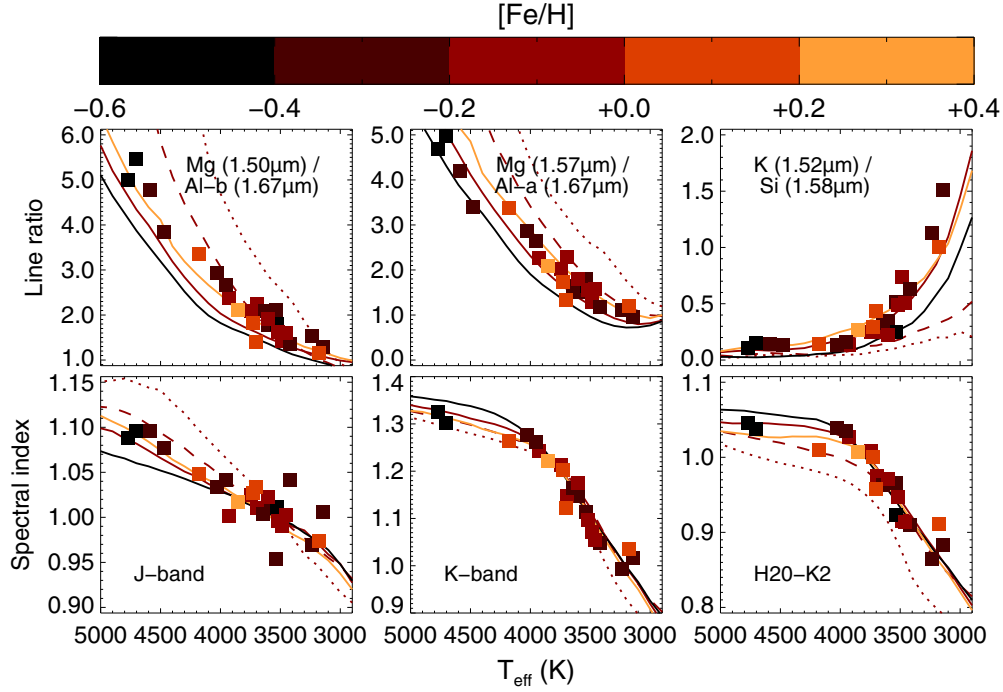 [Fe/H]
−0.6 −0.4 −0.2 +0.0 +0.2 +0.4
Line ratio
6.0
5.0
4.0
3.0
2.0
1.0
Mg (1.50μm) /
Al−b (1.67μm)
5.0
4.0
3.0
2.0
1.0
0.0
Mg (1.57μm) /
Al−a (1.67μm)
2.0
1.5
1.0
0.5
0.0
K (1.52μm) /
Si (1.58μm)
Spectral index
1.15
1.10
1.05
1.00
0.95
0.90
J−band
1.4
1.3
1.2
1.1
1.0
0.9
K−band
1.1
1.0
0.9
0.8
H20−K2
5000 4500 4000 3500 3000
5000 4500 4000 3500 3000
5000 4500 4000 3500 3000
Teff (K)